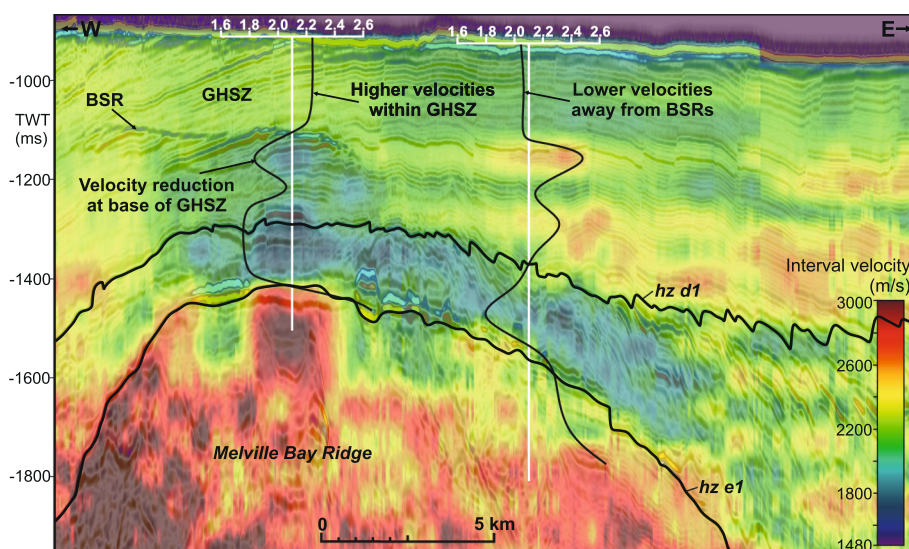 W
1.6 1.8 2.0 2.2 2.4 2.6
1.6 1.8 2.0 2.2 2.4 2.6
E
-1000
TWT
(ms)
-1200
-1400
-1600
-1800
BSR
GHSZ
Higher velocities
within GHSZ
Lower velocities
away from BSRs
Velocity reduction
at base of GHSZ
hz d1
Interval velocity
(m/s)
3000
2600
2200
1800
1480
Melville Bay Ridge
hz e1
0 5 km